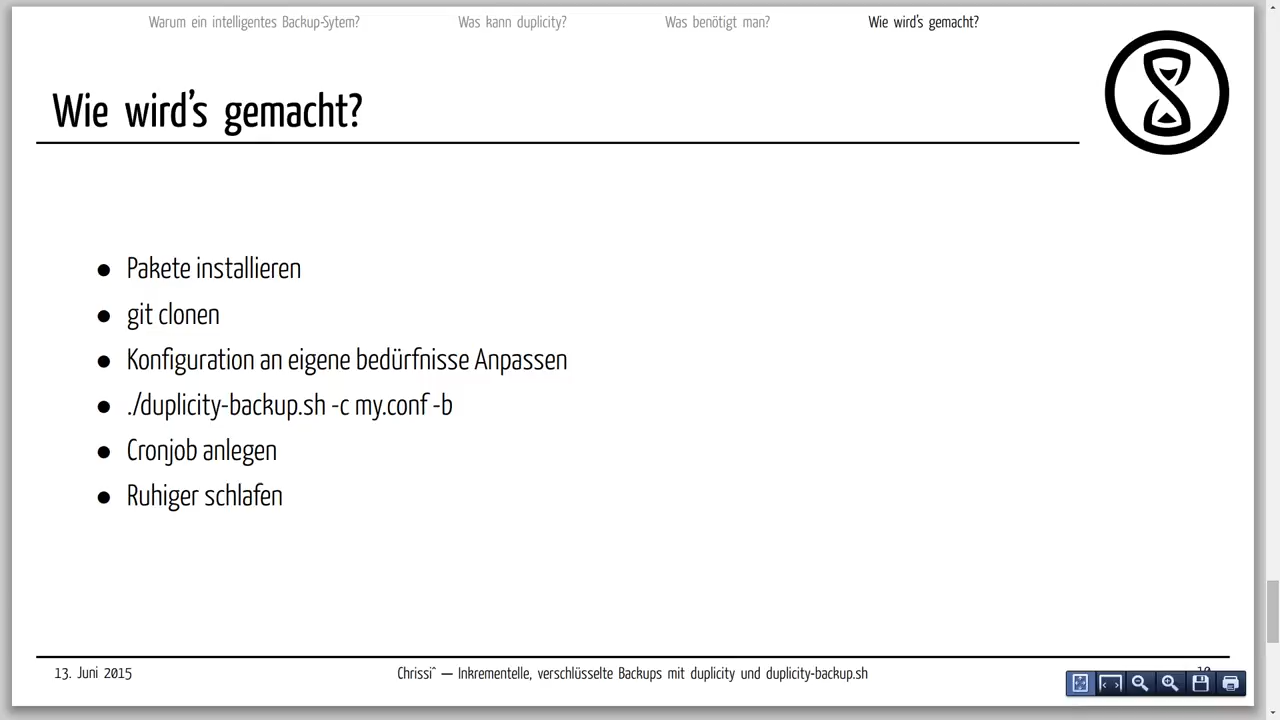 Warum ein intelligentes Backup-Sytem? Was kann duplicity? Was benötigt man? Wie wird's gemacht?
Wie wird's gemacht?
Pakete installieren
git clonen
Konfiguration an eigene bedürfnisse Anpassen
./duplicity-backup.sh -c my.conf -b
Cronjob anlegen
Ruhiger schlafen
13. Juni 2015 Chrissi^ — Inkrementelle, verschlüsselte Backups mit duplicity und duplicity-backup.sh